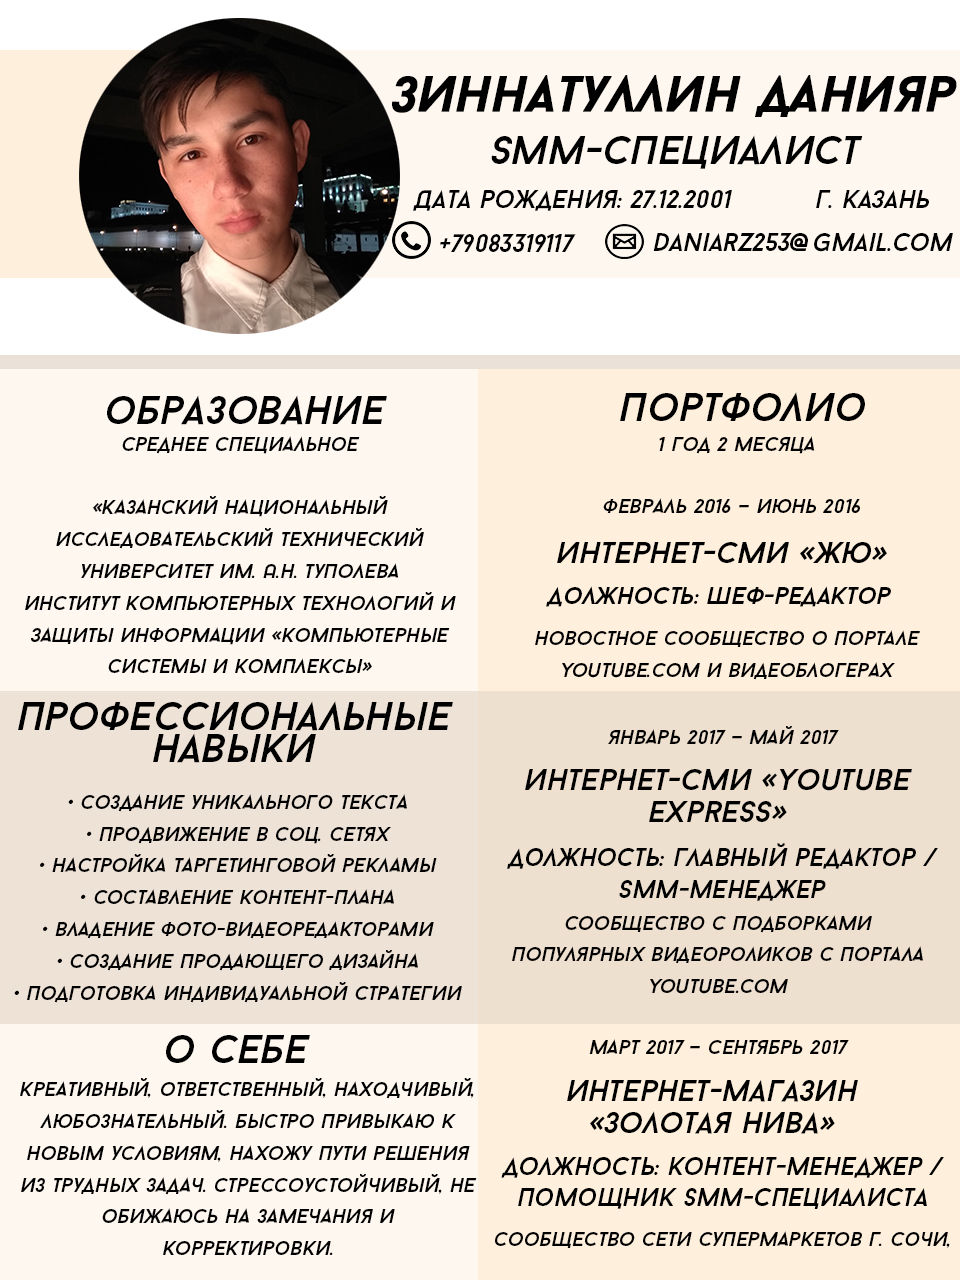 ЗИННАТУЛЛИН ДАНИЯР
SMM-СПЕЦИАЛИСТ
ДАТА РОЖДЕНИЯ: 27.12.2001 Г. КАЗАНЬ
+79083319117 DANIARZ253@GMAIL.COM
ОБРАЗОВАНИЕ
СРЕДНЕЕ СПЕЦИАЛЬНОЕ
«КАЗАНСКИЙ НАЦИОНАЛЬНЫЙ
ИССЛЕДОВАТЕЛЬСКИЙ ТЕХНИЧЕСКИЙ
УНИВЕРСИТЕТ ИМ. А.Н. ТУПОЛЕВА
ИНСТИТУТ КОМПЬЮТЕРНЫХ ТЕХНОЛОГИЙ И
ЗАЩИТЫ ИНФОРМАЦИИ «КОМПЬЮТЕРНЫЕ
СИСТЕМЫ И КОМПЛЕКСЫ»
ПРОФЕССИОНАЛЬНЫЕ
НАВЫКИ
• СОЗДАНИЕ УНИКАЛЬНОГО ТЕКСТА
• ПРОДВИЖЕНИЕ В СОЦ. СЕТЯХ
• НАСТРОЙКА ТАРГЕТИНГОВОЙ РЕКЛАМЫ
• СОСТАВЛЕНИЕ КОНТЕНТ-ПЛАНА
• ВЛАДЕНИЕ ФОТО-ВИДЕОРЕДАКТОРАМИ
• СОЗДАНИЕ ПРОДАЮЩЕГО ДИЗАЙНА
• ПОДГОТОВКА ИНДИВИДУАЛЬНОЙ СТРАТЕГИИ
О СЕБЕ
КРЕАТИВНЫЙ, ОТВЕТСТВЕННЫЙ, НАХОДЧИВЫЙ,
ЛЮБОЗНАТЕЛЬНЫЙ. БЫСТРО ПРИВЫКАЮ К
НОВЫМ УСЛОВИЯМ, НАХОЖУ ПУТИ РЕШЕНИЯ
ИЗ ТРУДНЫХ ЗАДАЧ. СТРЕССОУСТОЙЧИВЫЙ, НЕ
ОБИЖАЮСЬ НА ЗАМЕЧАНИЯ И
КОРРЕКТИРОВКИ.
ПОРТФОЛИО
1 ГОД 2 МЕСЯЦА
ФЕВРАЛЬ 2016 – ИЮНЬ 2016
ИНТЕРНЕТ-СМИ «ЖЮ»
ДОЛЖНОСТЬ: ШЕФ-РЕДАКТОР
НОВОСТНОЕ СООБЩЕСТВО О ПОРТАЛЕ
YOUTUBE.COM И ВИДЕОБЛОГЕРАХ
ЯНВАРЬ 2017 – МАЙ 2017
ИНТЕРНЕТ-СМИ «YOUTUBE
EXPRESS»
ДОЛЖНОСТЬ: ГЛАВНЫЙ РЕДАКТОР /
SMM-МЕНЕДЖЕР
СООБЩЕСТВО С ПОДБОРКАМИ
ПОПУЛЯРНЫХ ВИДЕОРОЛИКОВ С ПОРТАЛА
YOUTUBE.COM
МАРТ 2017 – СЕНТЯБРЬ 2017
ИНТЕРНЕТ-МАГАЗИН
«ЗОЛОТАЯ НИВА»
ДОЛЖНОСТЬ: КОНТЕНТ-МЕНЕДЖЕР /
ПОМОЩНИК SMM-СПЕЦИАЛИСТА
СООБЩЕСТВО СЕТИ СУПЕРМАРКЕТОВ Г. СОЧИ,